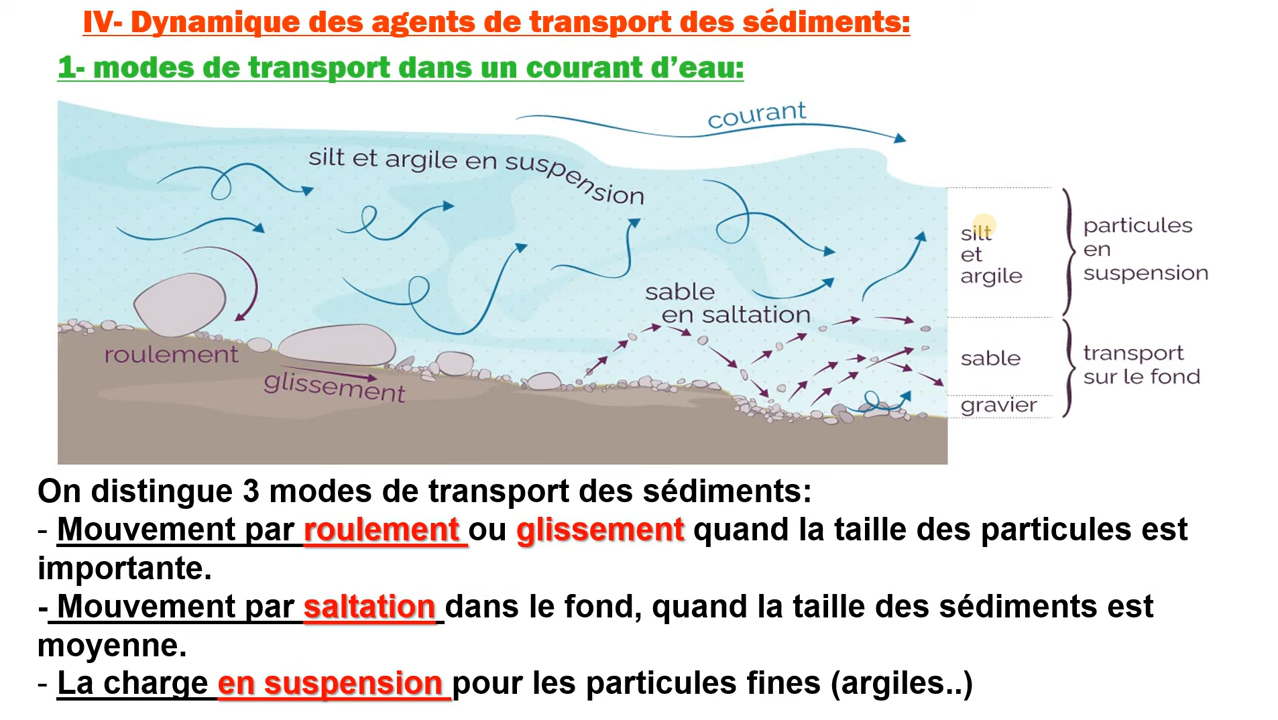 IV- Dynamique des agents de transport des sédiments:
1- modes de transport dans un courant d’eau:
courant
silt et argile en suspension
silt
et
argile
particules
en
suspension
sable
en saltation
roulement
glissement
sable
transport
sur le fond
gravier
On distingue 3 modes de transport des sédiments:
- Mouvement par roulement ou glissement quand la taille des particules est
importante.
- Mouvement par saltation dans le fond, quand la taille des sédiments est
moyenne.
- La charge en suspension pour les particules fines (argiles..)